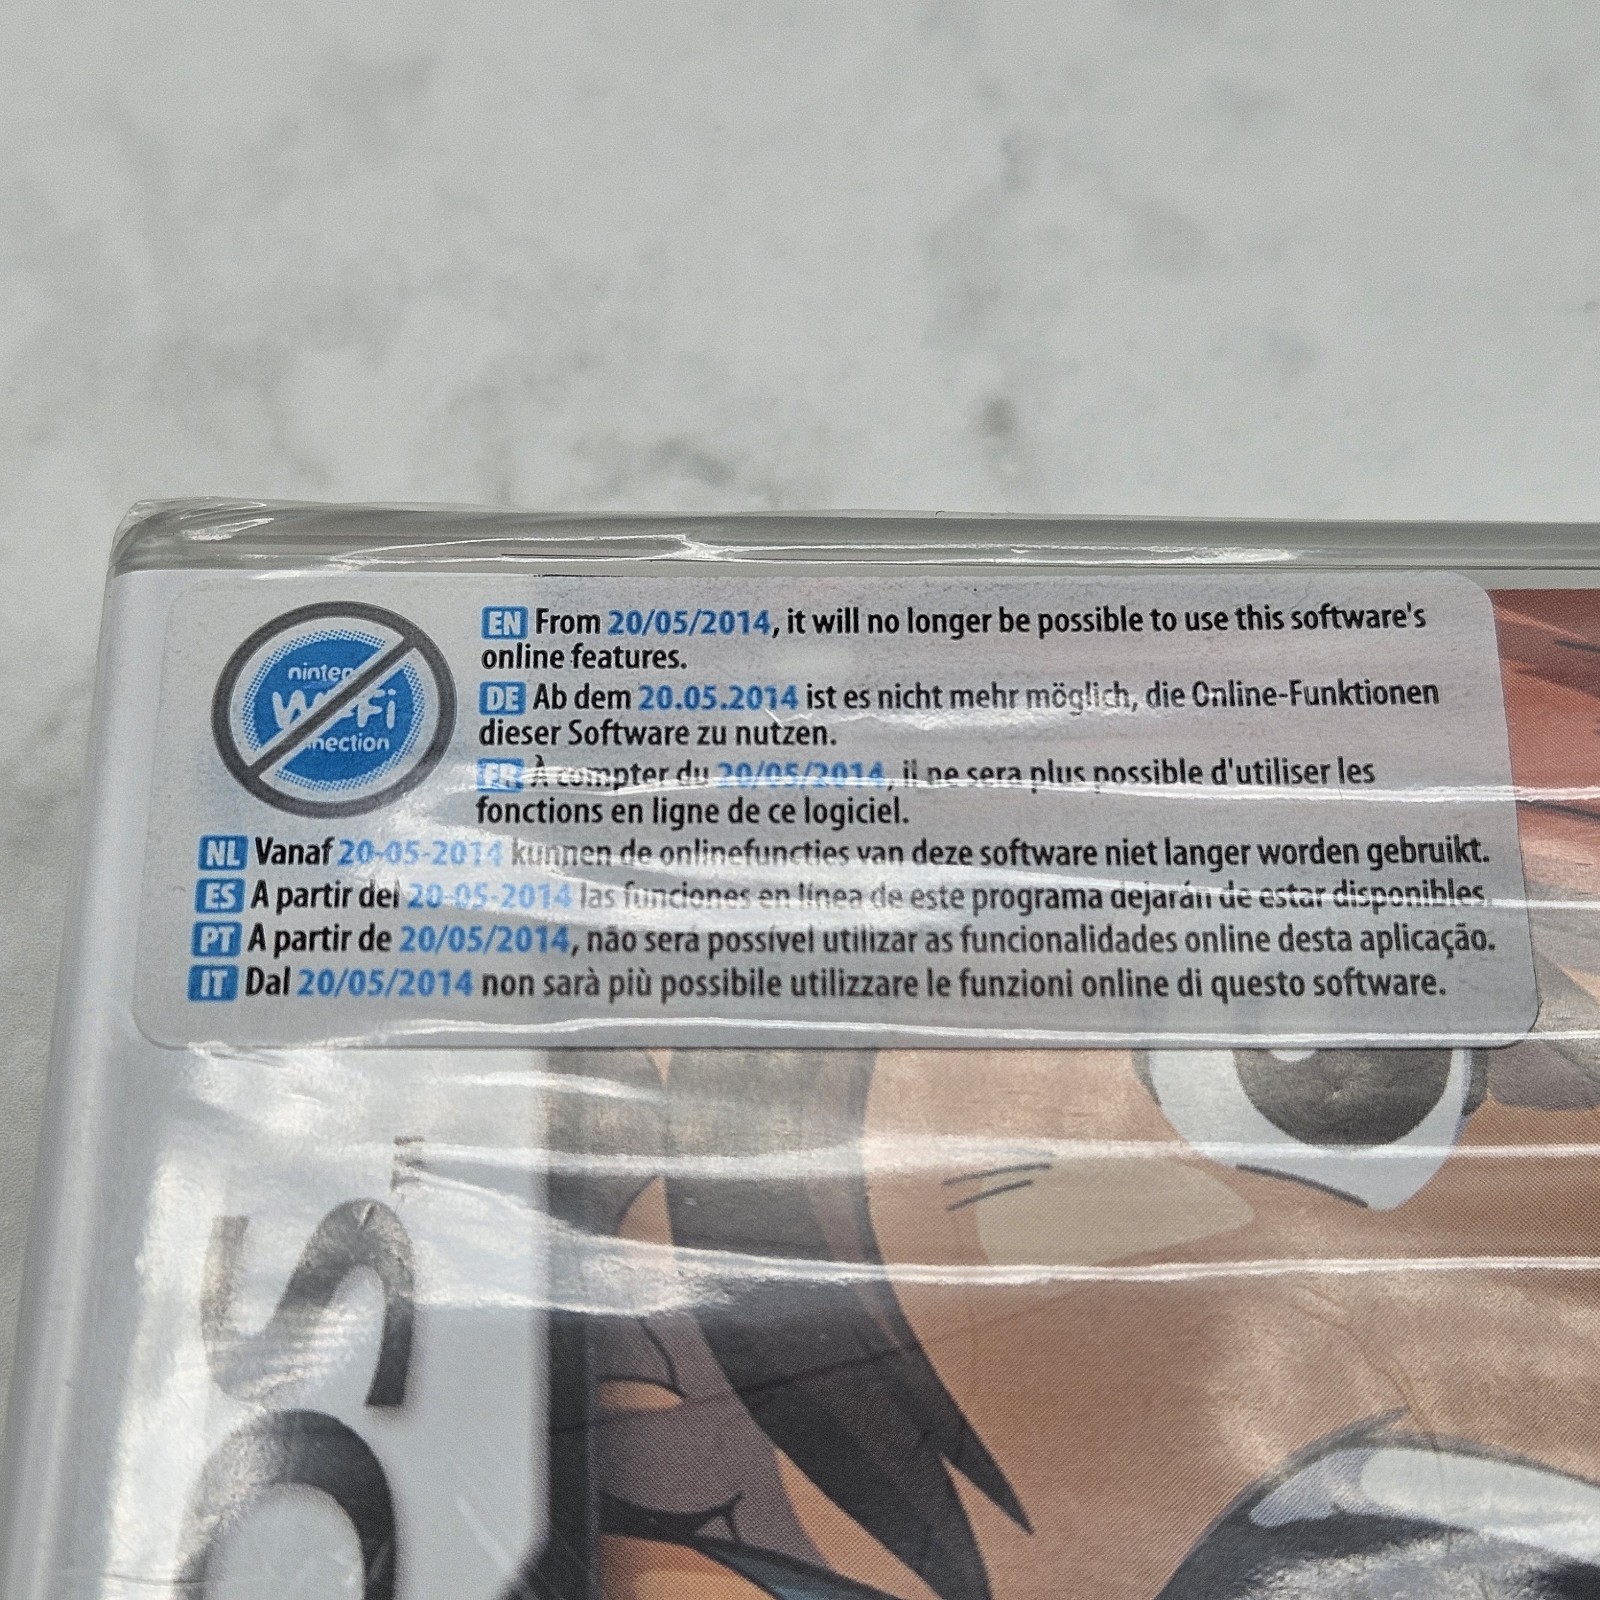 ninten
Wi-Fi
nnection
EN From 20/05/2014, it will no longer be possible to use this software's
online features.
DE Ab dem 20.05.2014 ist es nicht mehr möglich, die Online-Funktionen
dieser Software zu nutzen.
FR À compter du 20/05/2014, il ne sera plus possible d'utiliser les
fonctions en ligne de ce logiciel.
NL Vanaf 20-05-2014 kunnen de onlinefuncties van deze software niet langer worden gebruikt.
ES A partir del 20-05-2014 las funciones en línea de este programa dejarán de estar disponibles.
PT A partir de 20/05/2014, não será possível utilizar as funcionalidades online desta aplicação.
IT Dal 20/05/2014 non sarà più possibile utilizzare le funzioni online di questo software.
DS™